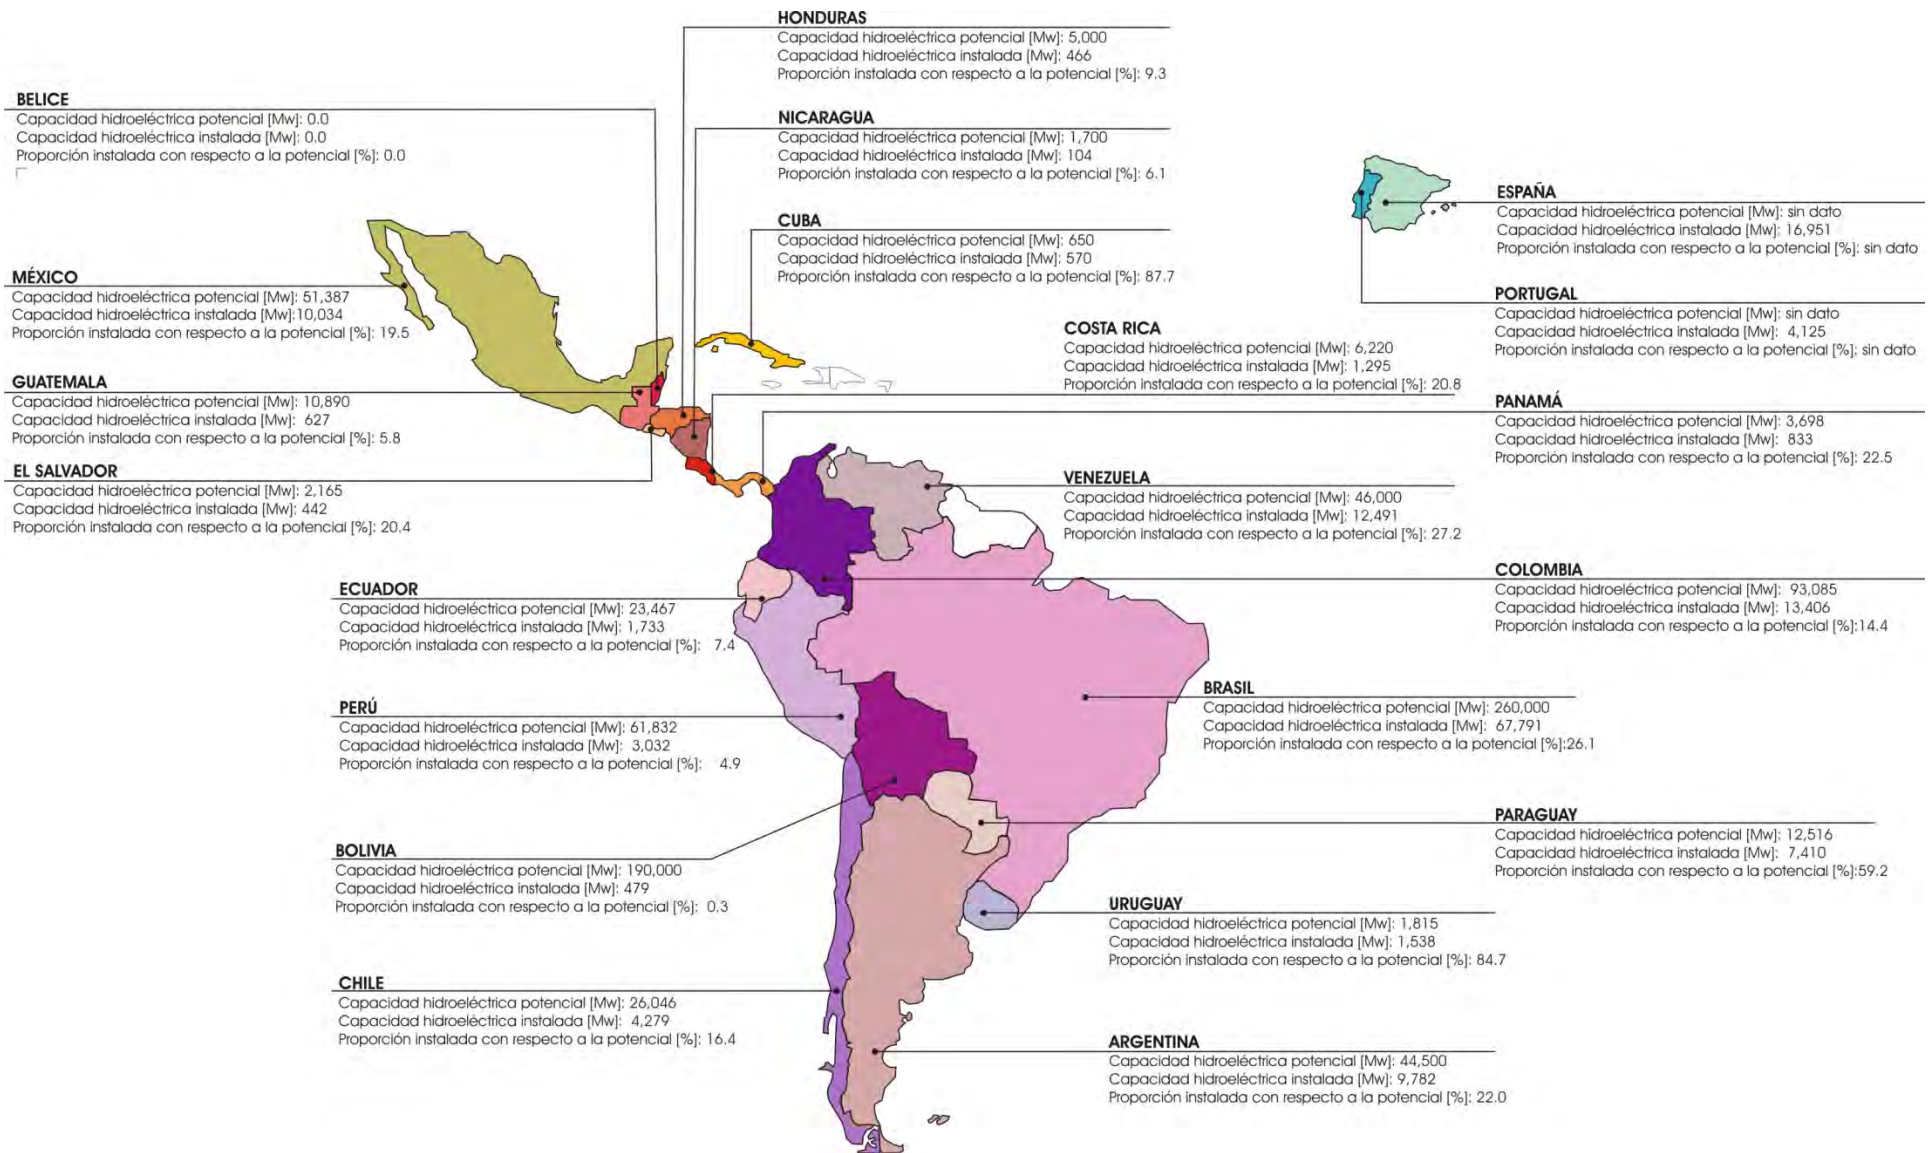 HONDURAS
Capacidad hidroeléctrica potencial [Mw]: 5,000
Capacidad hidroeléctrica instalada [Mw]: 466
Proporción instalada con respecto a la potencial [%]: 9.3
BELICE
Capacidad hidroeléctrica potencial [Mw]: 0.0
Capacidad hidroeléctrica instalada [Mw]: 0.0
Proporción instalada con respecto a la potencial [%]: 0.0
NICARAGUA
Capacidad hidroeléctrica potencial [Mw]: 1,700
Capacidad hidroeléctrica instalada [Mw]: 104
Proporción instalada con respecto a la potencial [%]: 6.1
ESPAÑA
Capacidad hidroeléctrica potencial [Mw]: sin dato
Capacidad hidroeléctrica instalada [Mw]: 16,951
Proporción instalada con respecto a la potencial [%]: sin dato
CUBA
Capacidad hidroeléctrica potencial [Mw]: 650
Capacidad hidroeléctrica instalada [Mw]: 570
Proporción instalada con respecto a la potencial [%]: 87.7
MÉXICO
Capacidad hidroeléctrica potencial [Mw]: 51,387
Capacidad hidroeléctrica instalada [Mw]:10,034
Proporción instalada con respecto a la potencial [%]: 19.5
PORTUGAL
Capacidad hidroeléctrica potencial [Mw]: sin dato
Capacidad hidroeléctrica instalada [Mw]: 4,125
Proporción instalada con respecto a la potencial [%]: sin dato
COSTA RICA
Capacidad hidroeléctrica potencial [Mw]: 6,220
Capacidad hidroeléctrica instalada [Mw]: 1,295
Proporción instalada con respecto a la potencial [%]: 20.8
GUATEMALA
Capacidad hidroeléctrica potencial [Mw]: 10,890
Capacidad hidroeléctrica instalada [Mw]: 627
Proporción instalada con respecto a la potencial [%]: 5.8
PANAMÁ
Capacidad hidroeléctrica potencial [Mw]: 3,698
Capacidad hidroeléctrica instalada [Mw]: 833
Proporción instalada con respecto a la potencial [%]: 22.5
EL SALVADOR
Capacidad hidroeléctrica potencial [Mw]: 2,165
Capacidad hidroeléctrica instalada [Mw]: 442
Proporción instalada con respecto a la potencial [%]: 20.4
VENEZUELA
Capacidad hidroeléctrica potencial [Mw]: 46,000
Capacidad hidroeléctrica instalada [Mw]: 12,491
Proporción instalada con respecto a la potencial [%]: 27.2
COLOMBIA
Capacidad hidroeléctrica potencial [Mw]: 93,085
Capacidad hidroeléctrica instalada [Mw]: 13,406
Proporción instalada con respecto a la potencial [%]:14.4
ECUADOR
Capacidad hidroeléctrica potencial [Mw]: 23,467
Capacidad hidroeléctrica instalada [Mw]: 1,733
Proporción instalada con respecto a la potencial [%]: 7.4
BRASIL
Capacidad hidroeléctrica potencial [Mw]: 260,000
Capacidad hidroeléctrica instalada [Mw]: 67,791
Proporción instalada con respecto a la potencial [%]:26.1
PERÚ
Capacidad hidroeléctrica potencial [Mw]: 61,832
Capacidad hidroeléctrica instalada [Mw]: 3,032
Proporción instalada con respecto a la potencial [%]: 4.9
PARAGUAY
Capacidad hidroeléctrica potencial [Mw]: 12,516
Capacidad hidroeléctrica instalada [Mw]: 7,410
Proporción instalada con respecto a la potencial [%]:59.2
BOLIVIA
Capacidad hidroeléctrica potencial [Mw]: 190,000
Capacidad hidroeléctrica instalada [Mw]: 479
Proporción instalada con respecto a la potencial [%]: 0.3
URUGUAY
Capacidad hidroeléctrica potencial [Mw]: 1,815
Capacidad hidroeléctrica instalada [Mw]: 1,538
Proporción instalada con respecto a la potencial [%]: 84.7
CHILE
Capacidad hidroeléctrica potencial [Mw]: 26,046
Capacidad hidroeléctrica instalada [Mw]: 4,279
Proporción instalada con respecto a la potencial [%]: 16.4
ARGENTINA
Capacidad hidroeléctrica potencial [Mw]: 44,500
Capacidad hidroeléctrica instalada [Mw]: 9,782
Proporción instalada con respecto a la potencial [%]: 22.0